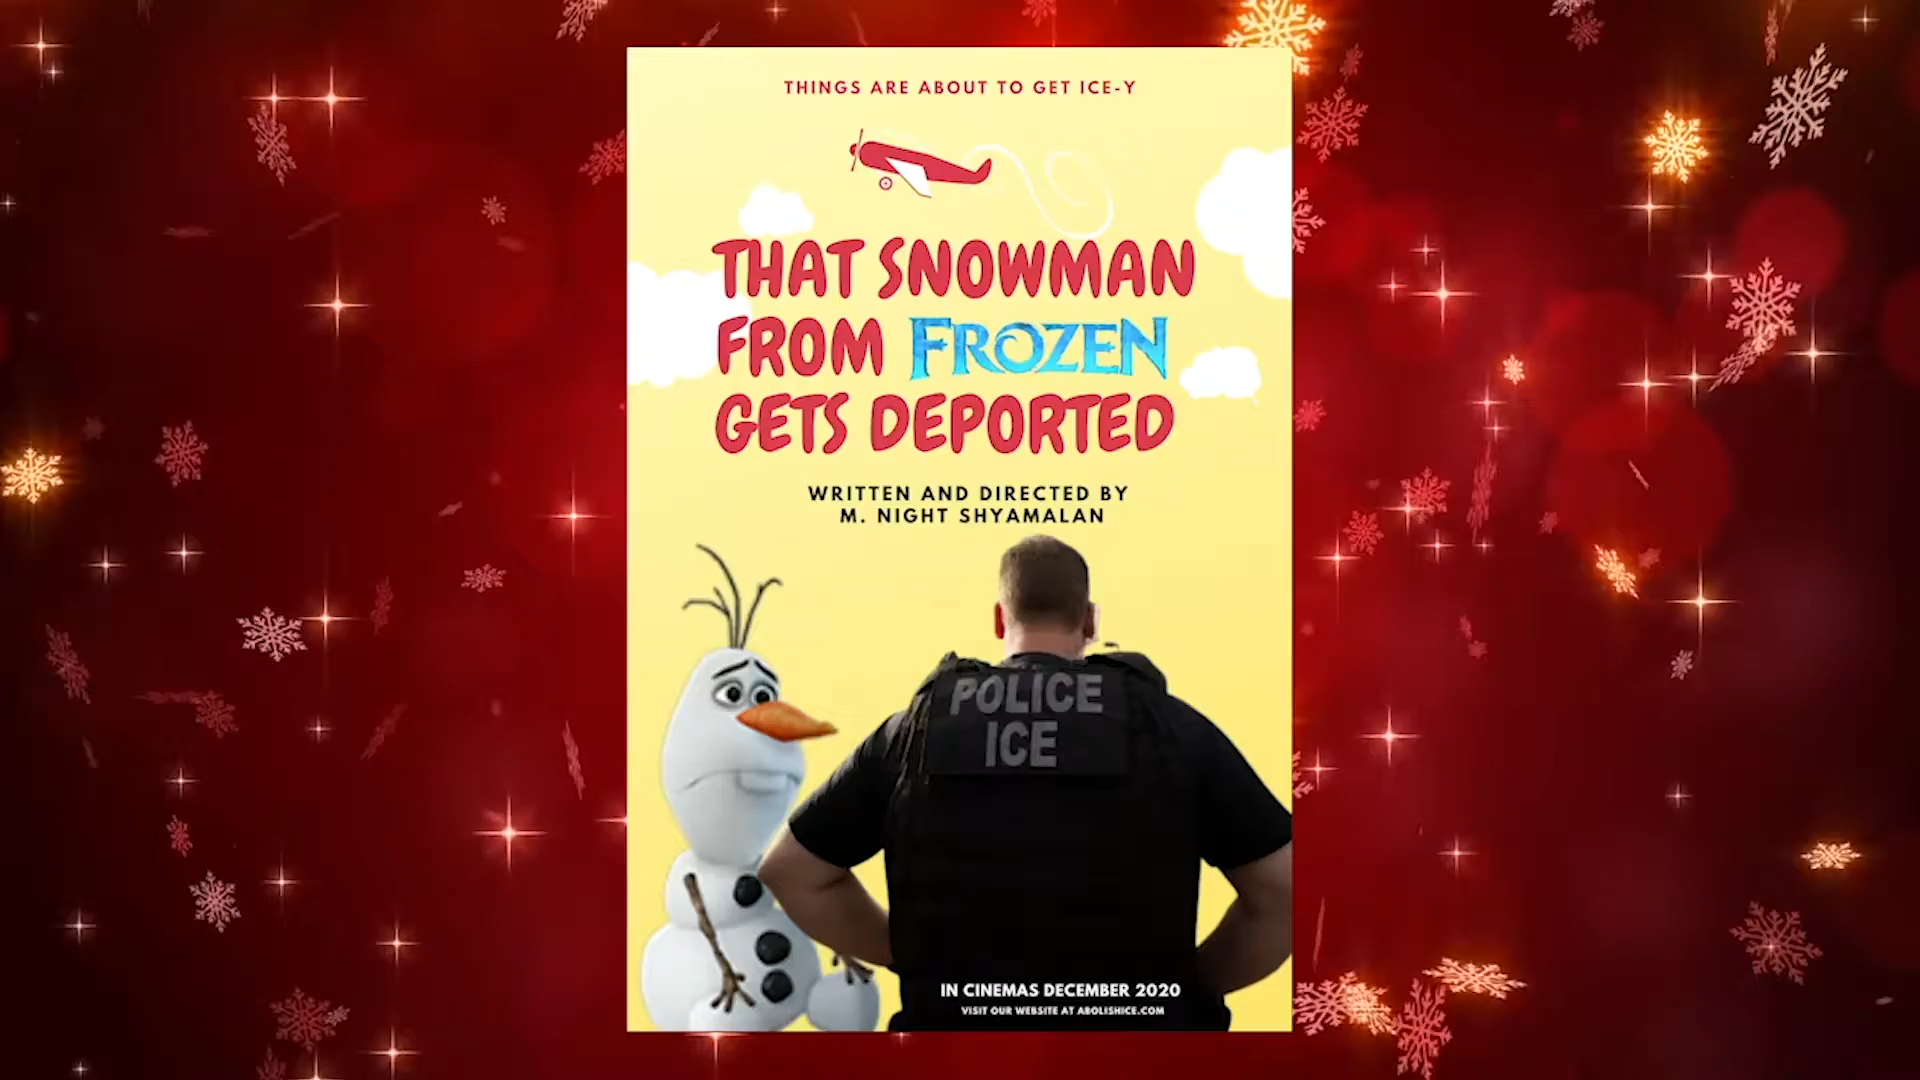 THINGS ARE ABOUT TO GET ICE-Y
THAT SNOWMAN
FROM FROZEN
GETS DEPORTED
WRITTEN AND DIRECTED BY
M. NIGHT SHYAMALAN
POLICE
ICE
IN CINEMAS DECEMBER 2020
VISIT OUR WEBSITE AT ABOLISHICE.COM